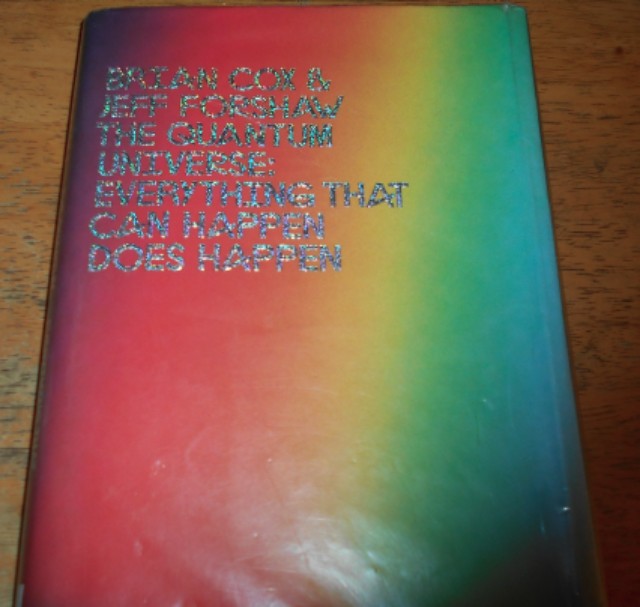 BRIAN COX &
JEFF FORSHAW
THE QUANTUM
UNIVERSE:
EVERYTHING THAT
CAN HAPPEN
DOES HAPPEN